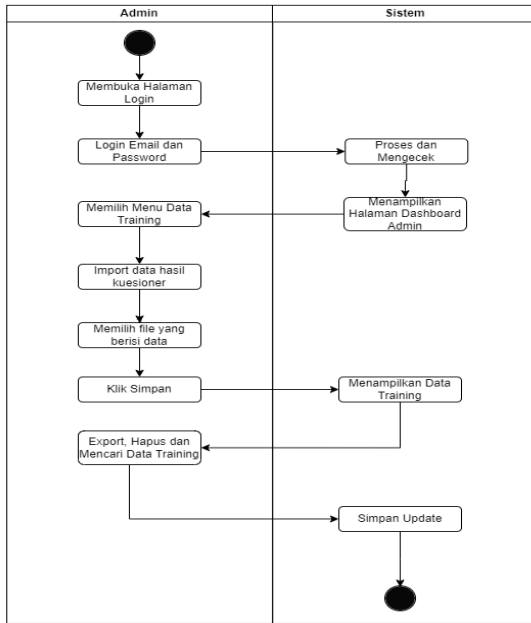 Admin
Sistem
Membuka Halaman
Login
Login Email dan
Password
Proses dan
Mengecek
Menampilkan
Halaman Dashboard
Admin
Memilih Menu Data
Training
Import data hasil
kuesioner
Memilih file yang
berisi data
Klik Simpan
Menampilkan Data
Training
Export, Hapus dan
Mencari Data Training
Simpan Update